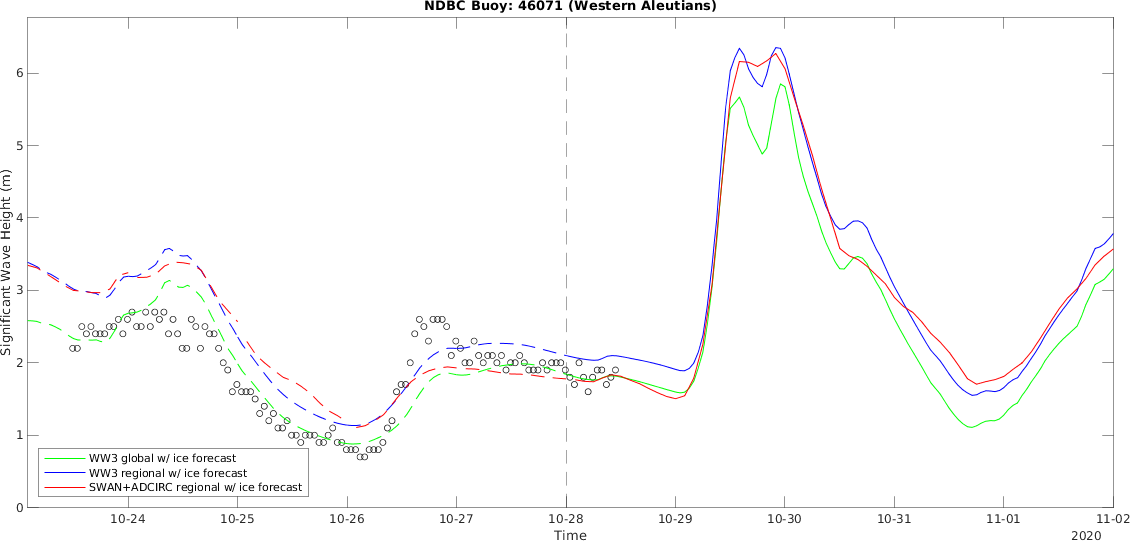 NDBC Buoy: 46071 (Western Aleutians)
Significant Wave Height (m)
6
5
4
3
2
1
0
WW3 global w/ ice forecast
WW3 regional w/ ice forecast
SWAN+ADCIRC regional w/ ice forecast
10-24 10-25 10-26 10-27 10-28 10-29 10-30 10-31 11-01 11-02
Time 2020